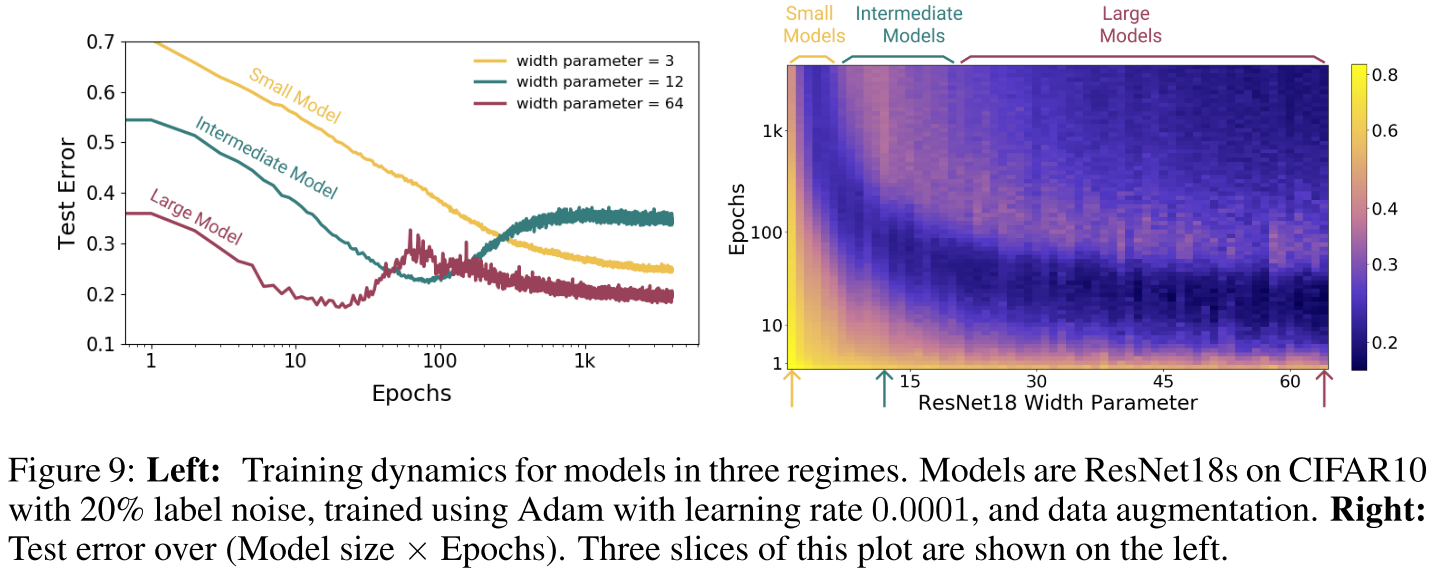 0.7
0.6
0.5
0.4
0.3
0.2
0.1
Test Error
1
10
100
1k
Epochs
Small Model
Intermediate Model
Large Model
width parameter = 3
width parameter = 12
width parameter = 64
Small
Models
Intermediate
Models
Large
Models
1k
100
10
1
Epochs
15
30
45
60
ResNet18 Width Parameter
0.8
0.6
0.4
0.3
0.2
Figure 9: Left: Training dynamics for models in three regimes. Models are ResNet18s on CIFAR10
with 20% label noise, trained using Adam with learning rate 0.0001, and data augmentation. Right:
Test error over (Model size × Epochs). Three slices of this plot are shown on the left.